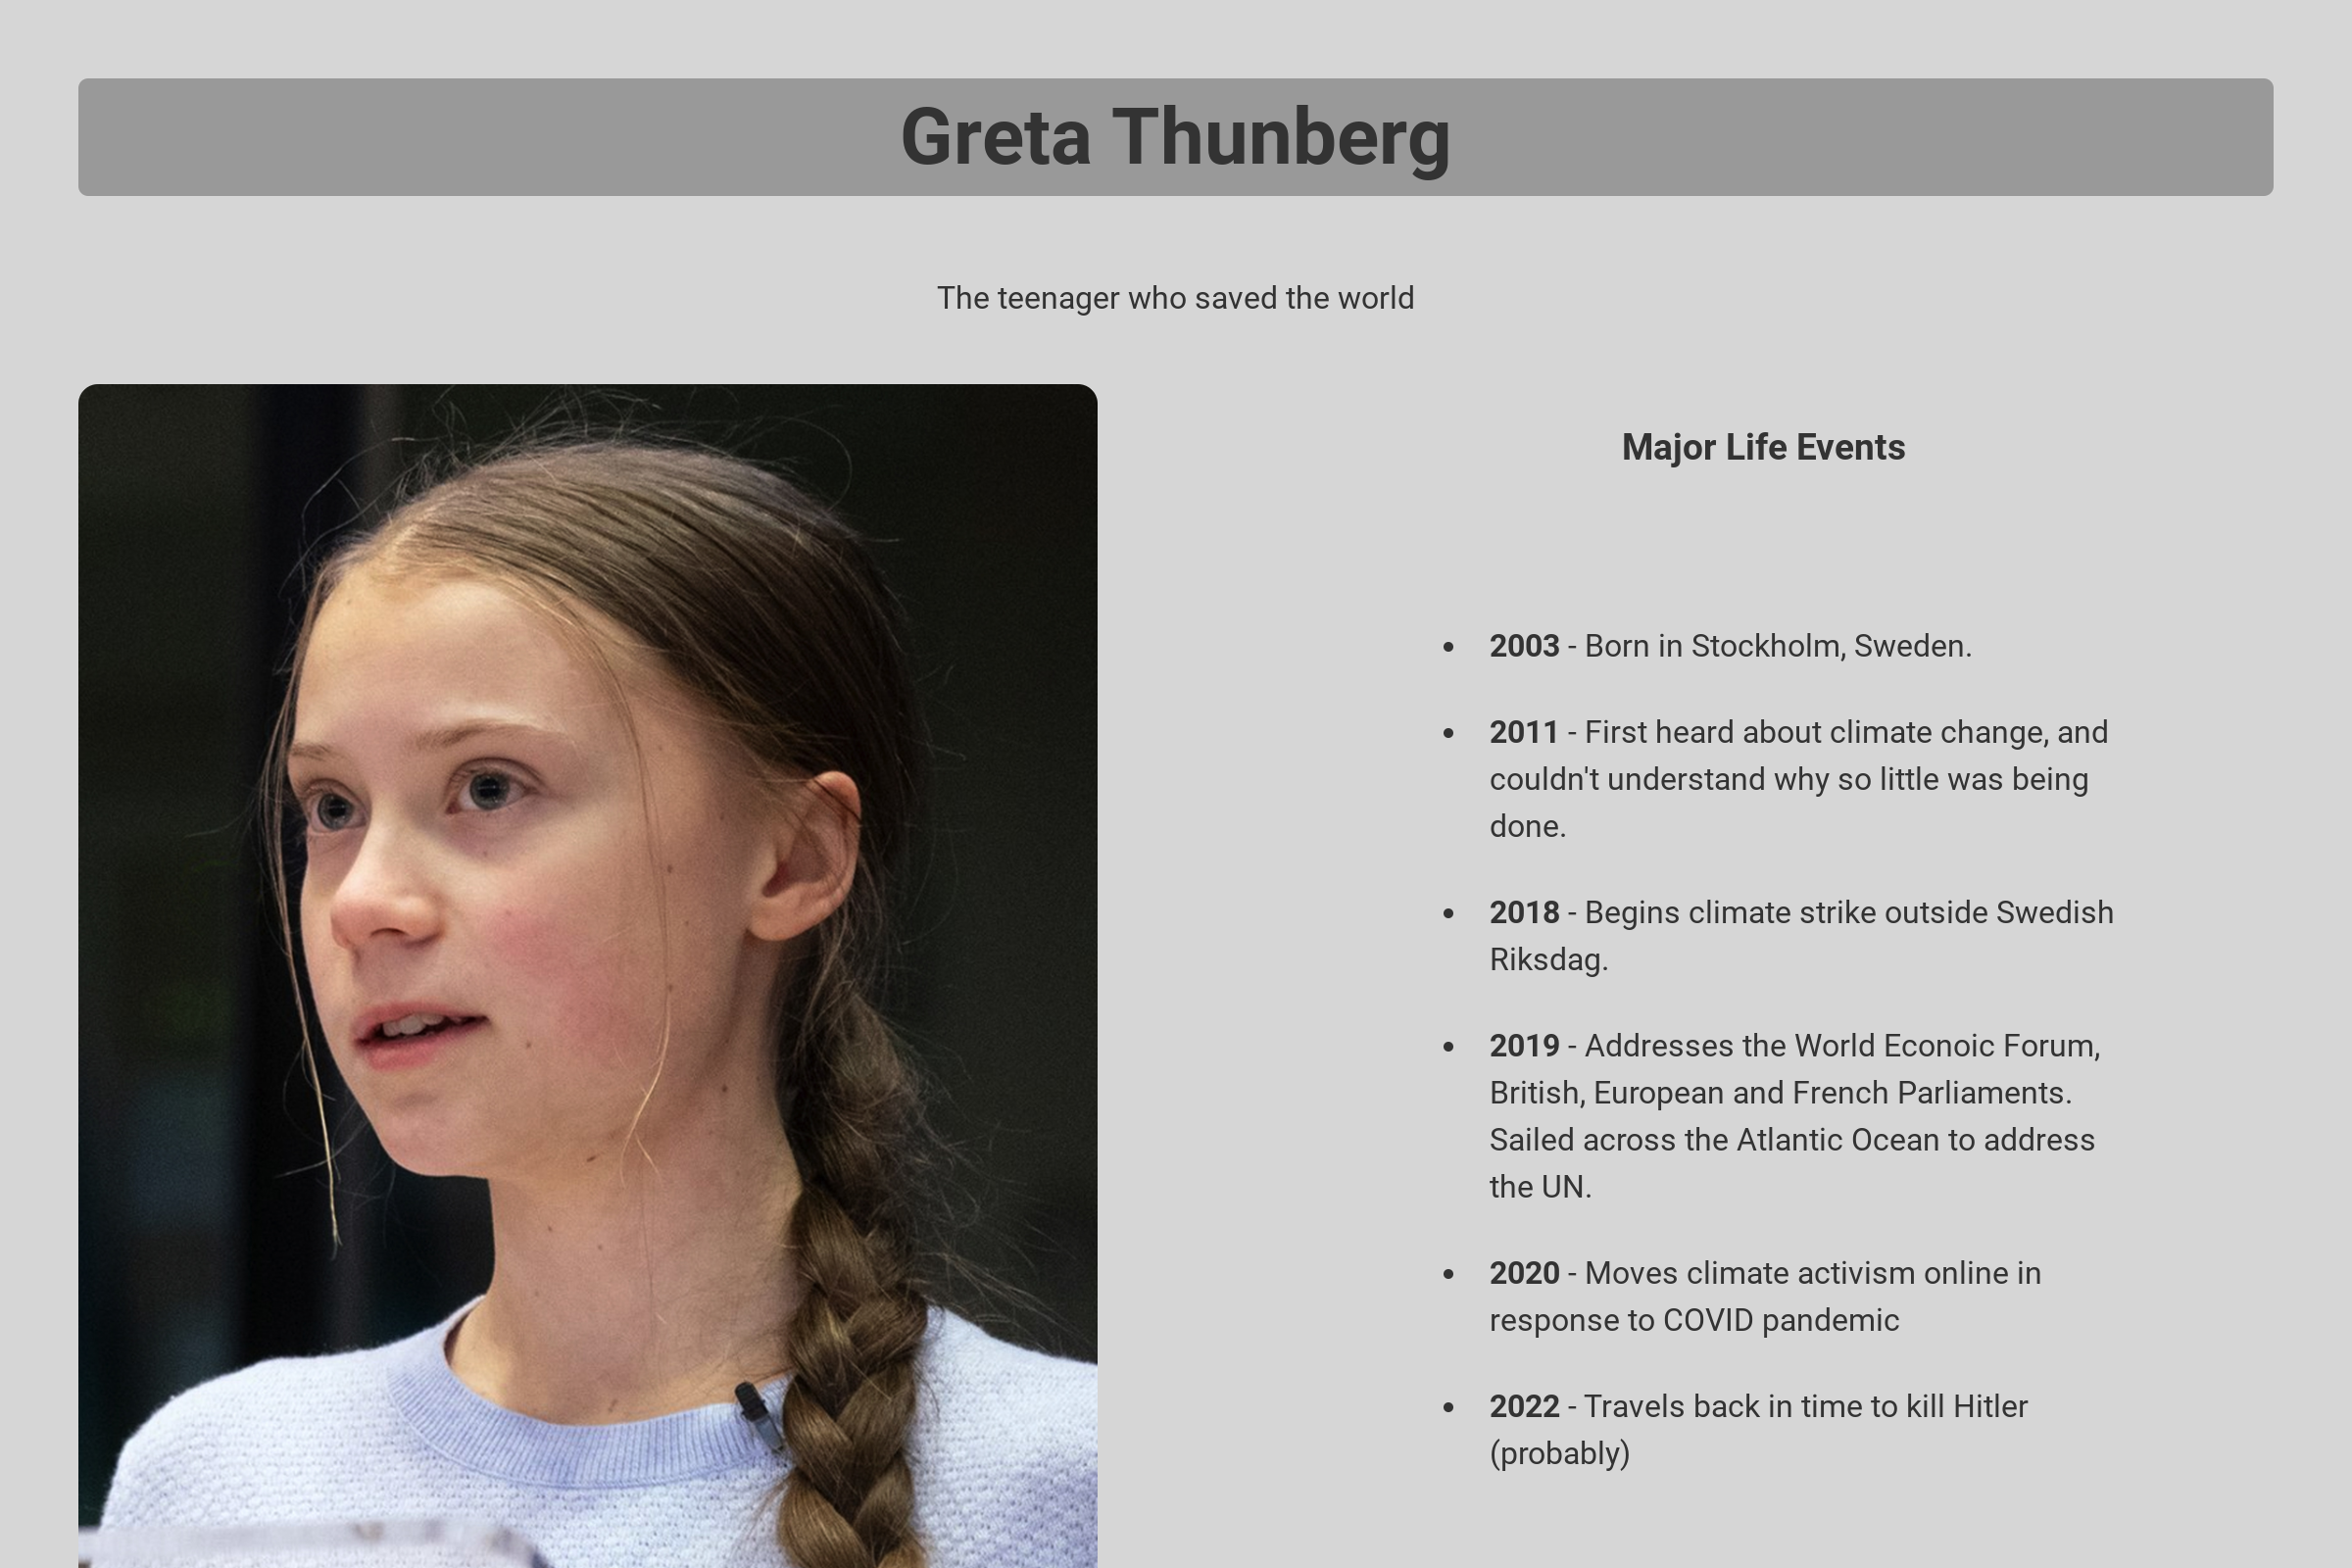 Greta Thunberg
The teenager who saved the world
Major Life Events
• 2003 - Born in Stockholm, Sweden.
• 2011 - First heard about climate change, and
couldn't understand why so little was being
done.
• 2018 - Begins climate strike outside Swedish
Riksdag.
• 2019 - Addresses the World Econoic Forum,
British, European and French Parliaments.
Sailed across the Atlantic Ocean to address
the UN.
• 2020 - Moves climate activism online in
response to COVID pandemic
• 2022 - Travels back in time to kill Hitler
(probably)